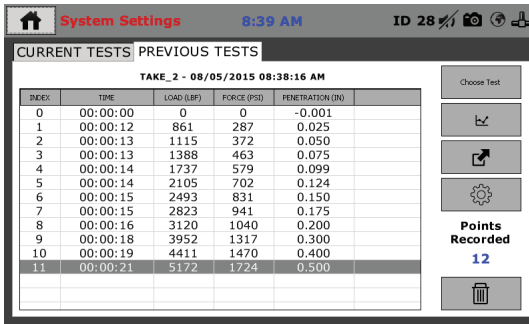 System Settings 8:39 AM ID 28
CURRENT TESTS PREVIOUS TESTS
TAKE_2 - 08/05/2015 08:38:16 AM
Choose Test
INDEX TIME LOAD (LBF) FORCE (PSI) PENETRATION (IN)
0 00:00:00 0 0 -0.001
1 00:00:12 861 287 0.025
2 00:00:13 1115 372 0.050
3 00:00:13 1388 463 0.075
4 00:00:14 1737 579 0.099
5 00:00:14 2105 702 0.124
6 00:00:15 2493 831 0.150
7 00:00:15 2823 941 0.175
8 00:00:16 3120 1040 0.200
9 00:00:18 3952 1317 0.300
10 00:00:19 4411 1470 0.400
11 00:00:21 5172 1724 0.500
Points
Recorded
12